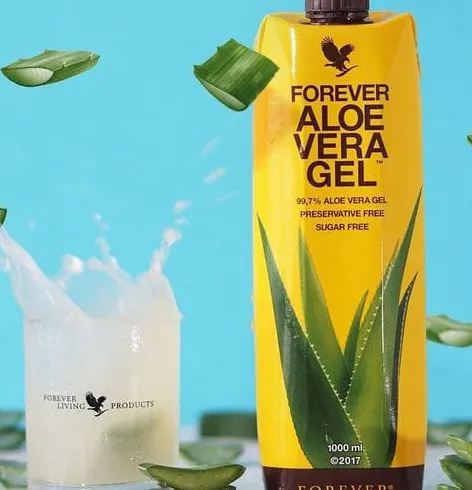 FOREVER
ALOE
VERA
GEL™
99,7% ALOE VERA GEL
PRESERVATIVE FREE
SUGAR FREE
FOREVER
LIVING PRODUCTS
1000 ml
©2017
FOREVER®